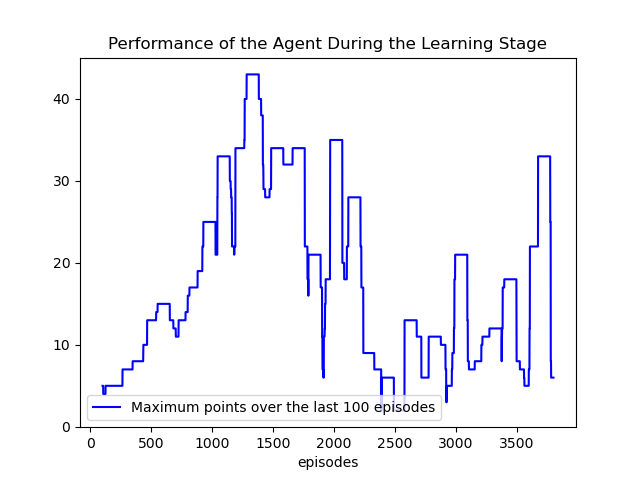 Performance of the Agent During the Learning Stage
40
30
20
10
0
Maximum points over the last 100 episodes
0 500 1000 1500 2000 2500 3000 3500
episodes